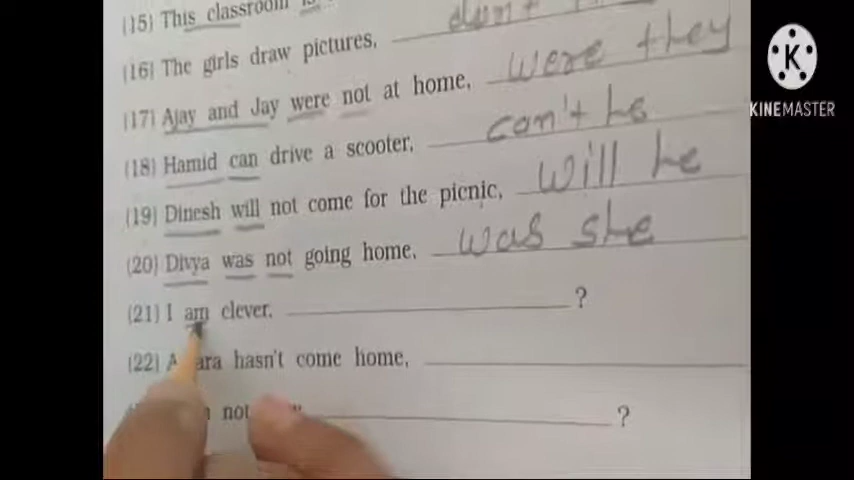 (15) This classroom
(16) The girls draw pictures, don't
(17) Ajay and Jay were not at home, were they
(18) Hamid can drive a scooter, can't he
(19) Dinesh will not come for the picnic, will he
(20) Divya was not going home, was she
(21) I am clever, ?
(22) hasn't come home,
not ?
K
KINEMASTER